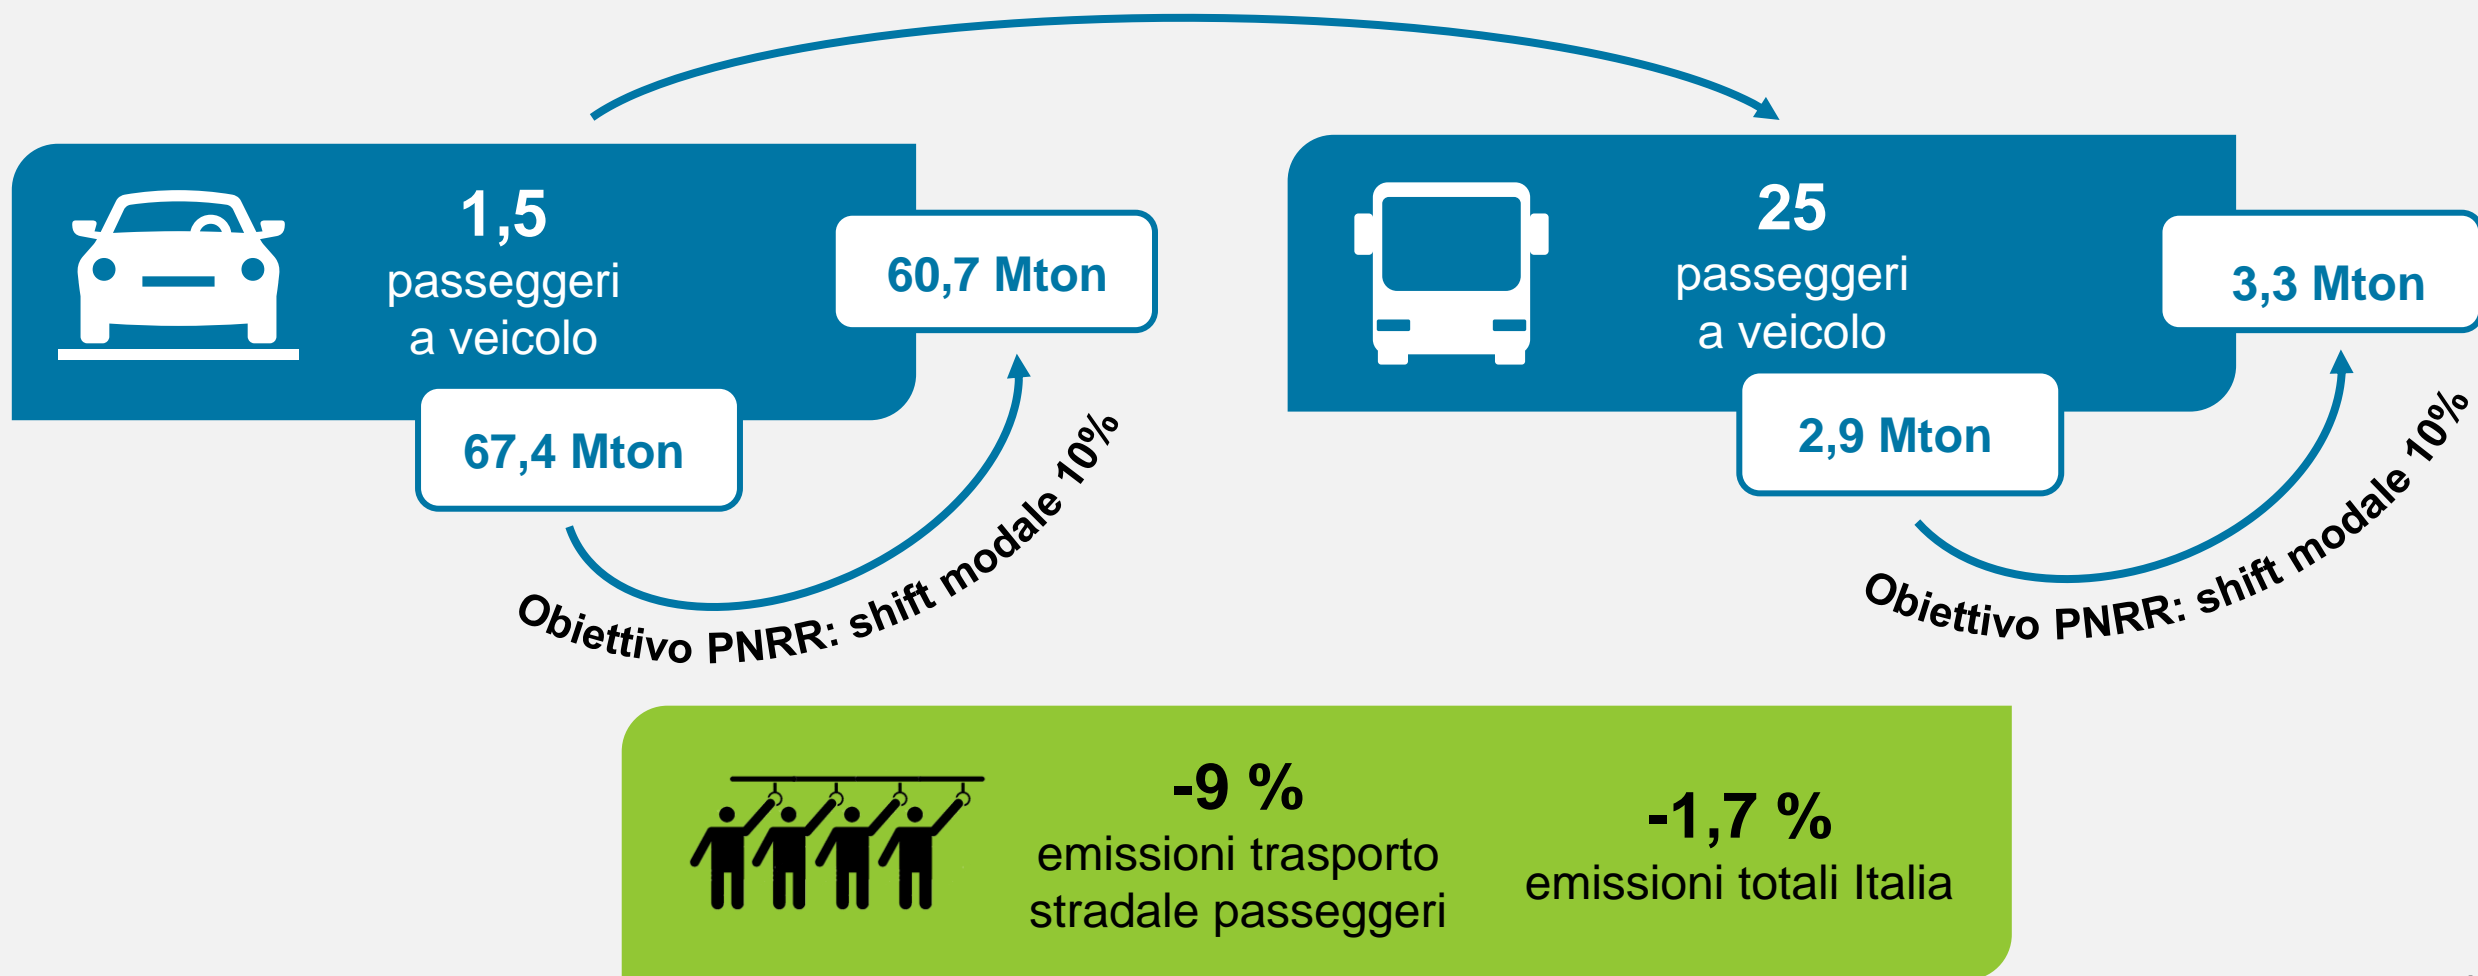 1,5
passeggeri
a veicolo
60,7 Mton
67,4 Mton
Obiettivo PNRR: shift modale 10%
25
passeggeri
a veicolo
3,3 Mton
2,9 Mton
Obiettivo PNRR: shift modale 10%
-9 %
emissioni trasporto
stradale passeggeri
-1,7 %
emissioni totali Italia